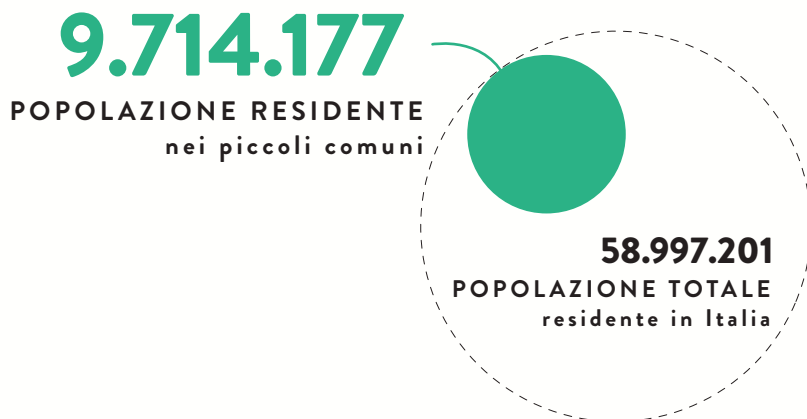 9.714.177
POPOLAZIONE RESIDENTE
nei piccoli comuni
58.997.201
POPOLAZIONE TOTALE
residente in Italia